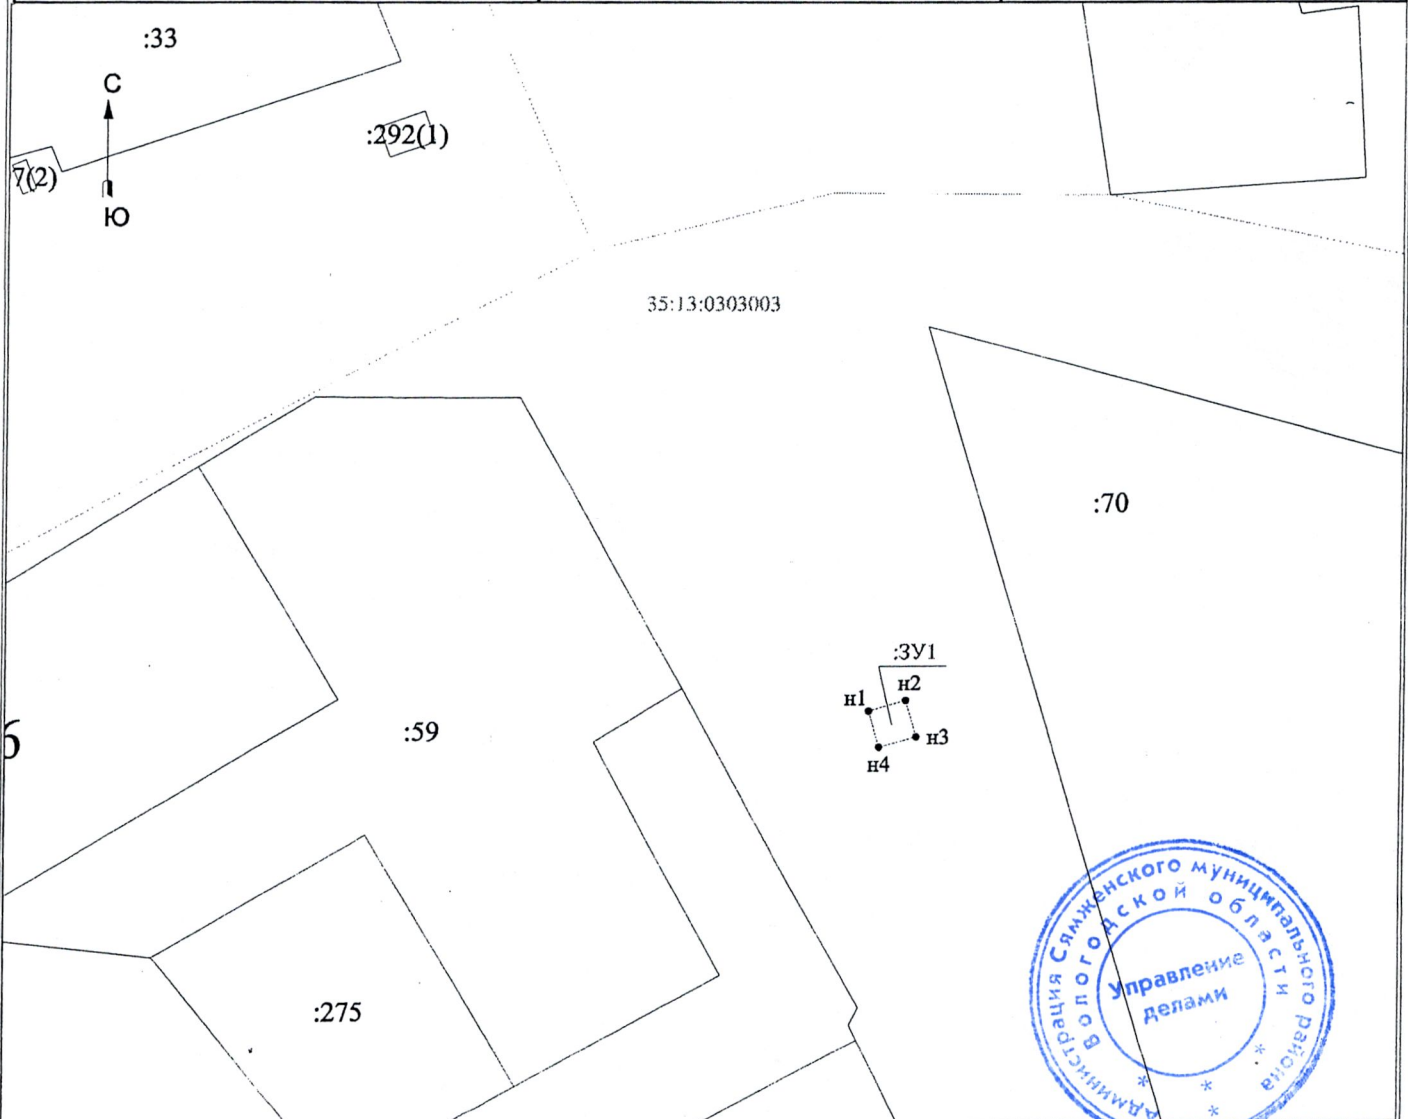 :33
С
:292(1)
7(2)
Ю
35:13:0303003
:70
:ЗУ1
н1
н2
:59
н3
н4
:275
Администрация Сямженского муниципального района
Вологодской области
Управление
делами